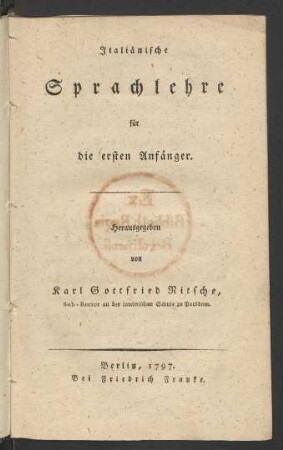 Italiänische
Sprachlehre
für
die ersten Anfänger.
Herausgegeben
von
Karl Gottfried Nitsche,
Sub-Rector an der lateinischen Schule zu Potsdam.
Berlin, 1797.
Bei Friedrich Franke.